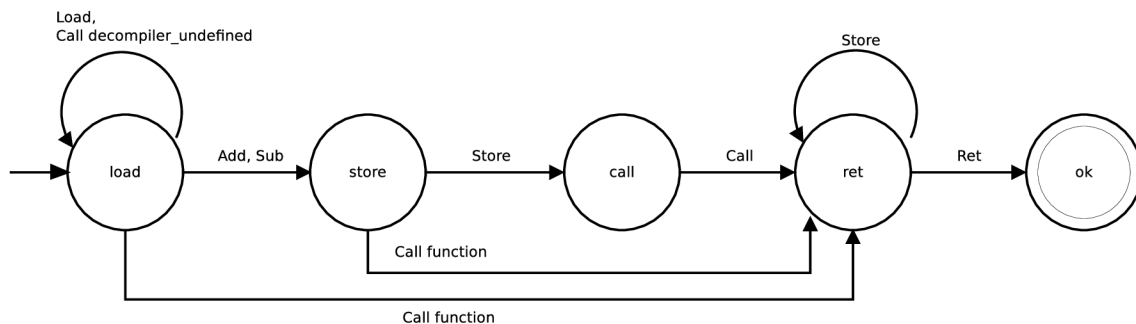 Load,
Call decompiler_undefined
Store
Add, Sub
Store
Call
Ret
load
store
call
ret
ok
Call function
Call function